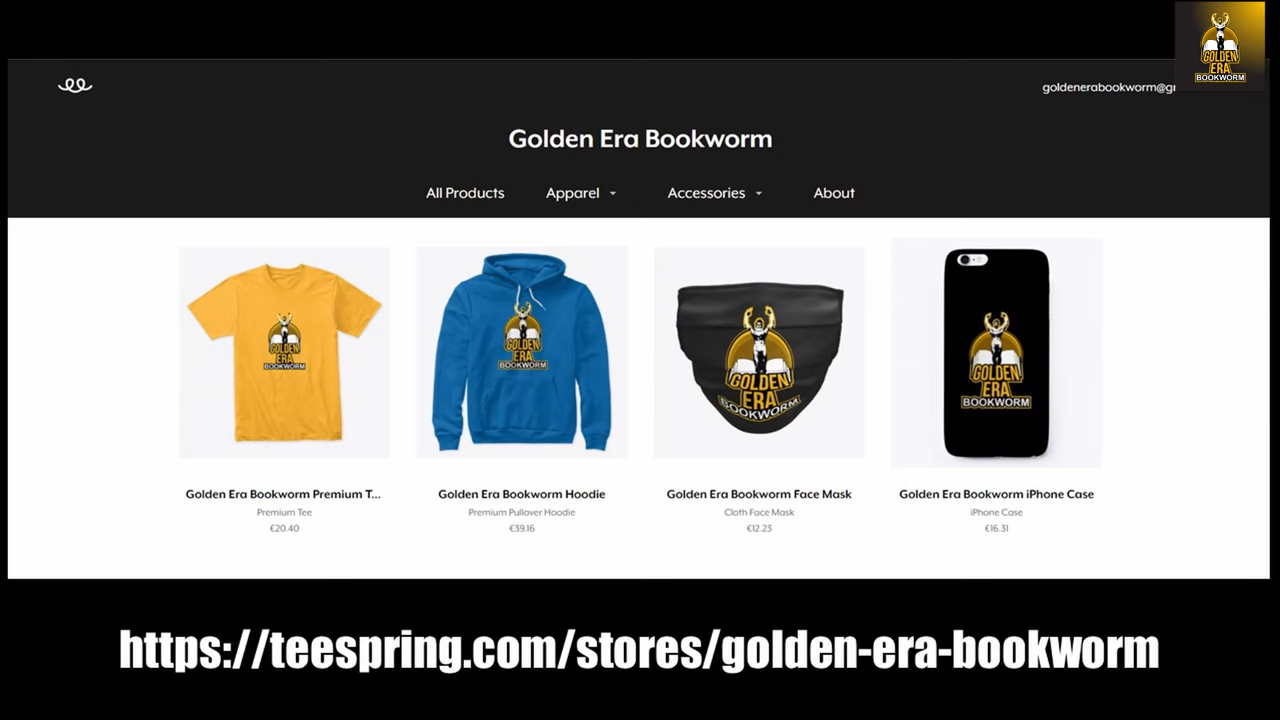 GOLDEN
ERA
BOOKWORM
goldenerabookworm@g
Golden Era Bookworm
All Products
Apparel
Accessories
About
GOLDEN
ERA
BOOKWORM
GOLDEN
ERA
BOOKWORM
GOLDEN
ERA
BOOKWORM
GOLDEN
ERA
BOOKWORM
Golden Era Bookworm Premium T...
Premium Tee
€20.40
Golden Era Bookworm Hoodie
Premium Pullover Hoodie
€39.16
Golden Era Bookworm Face Mask
Cloth Face Mask
€12.23
Golden Era Bookworm iPhone Case
iPhone Case
€16.31
https://teespring.com/stores/golden-era-bookworm